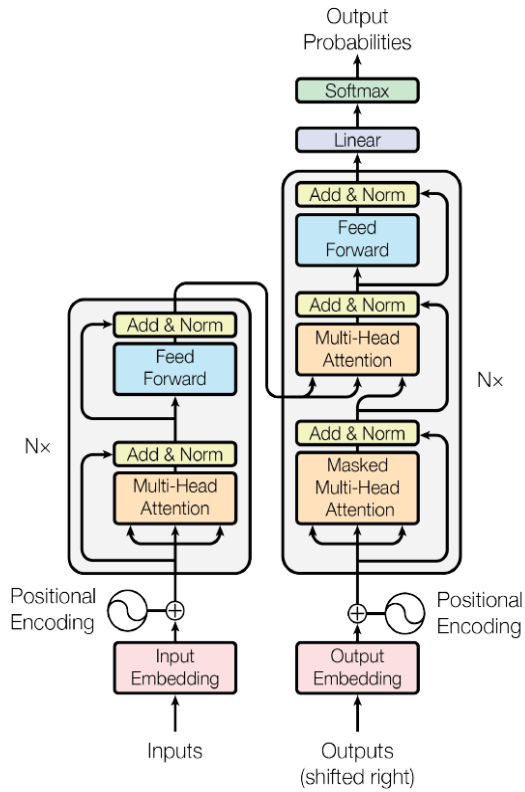 Output
Probabilities
Softmax
Linear
Add & Norm
Feed
Forward
Add & Norm
Multi-Head
Attention
Add & Norm
Masked
Multi-Head
Attention
N×
Add & Norm
Feed
Forward
Add & Norm
Multi-Head
Attention
N×
Positional
Encoding
Positional
Encoding
Input
Embedding
Output
Embedding
Inputs
Outputs
(shifted right)